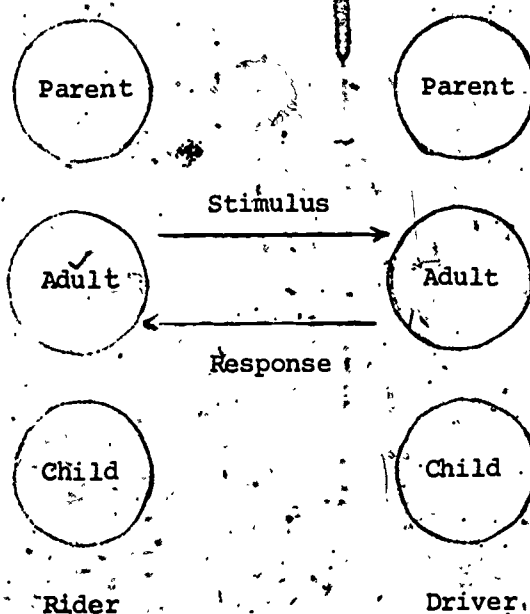 Parent Parent
Stimulus
Adult Adult
Response
Child Child
Rider Driver